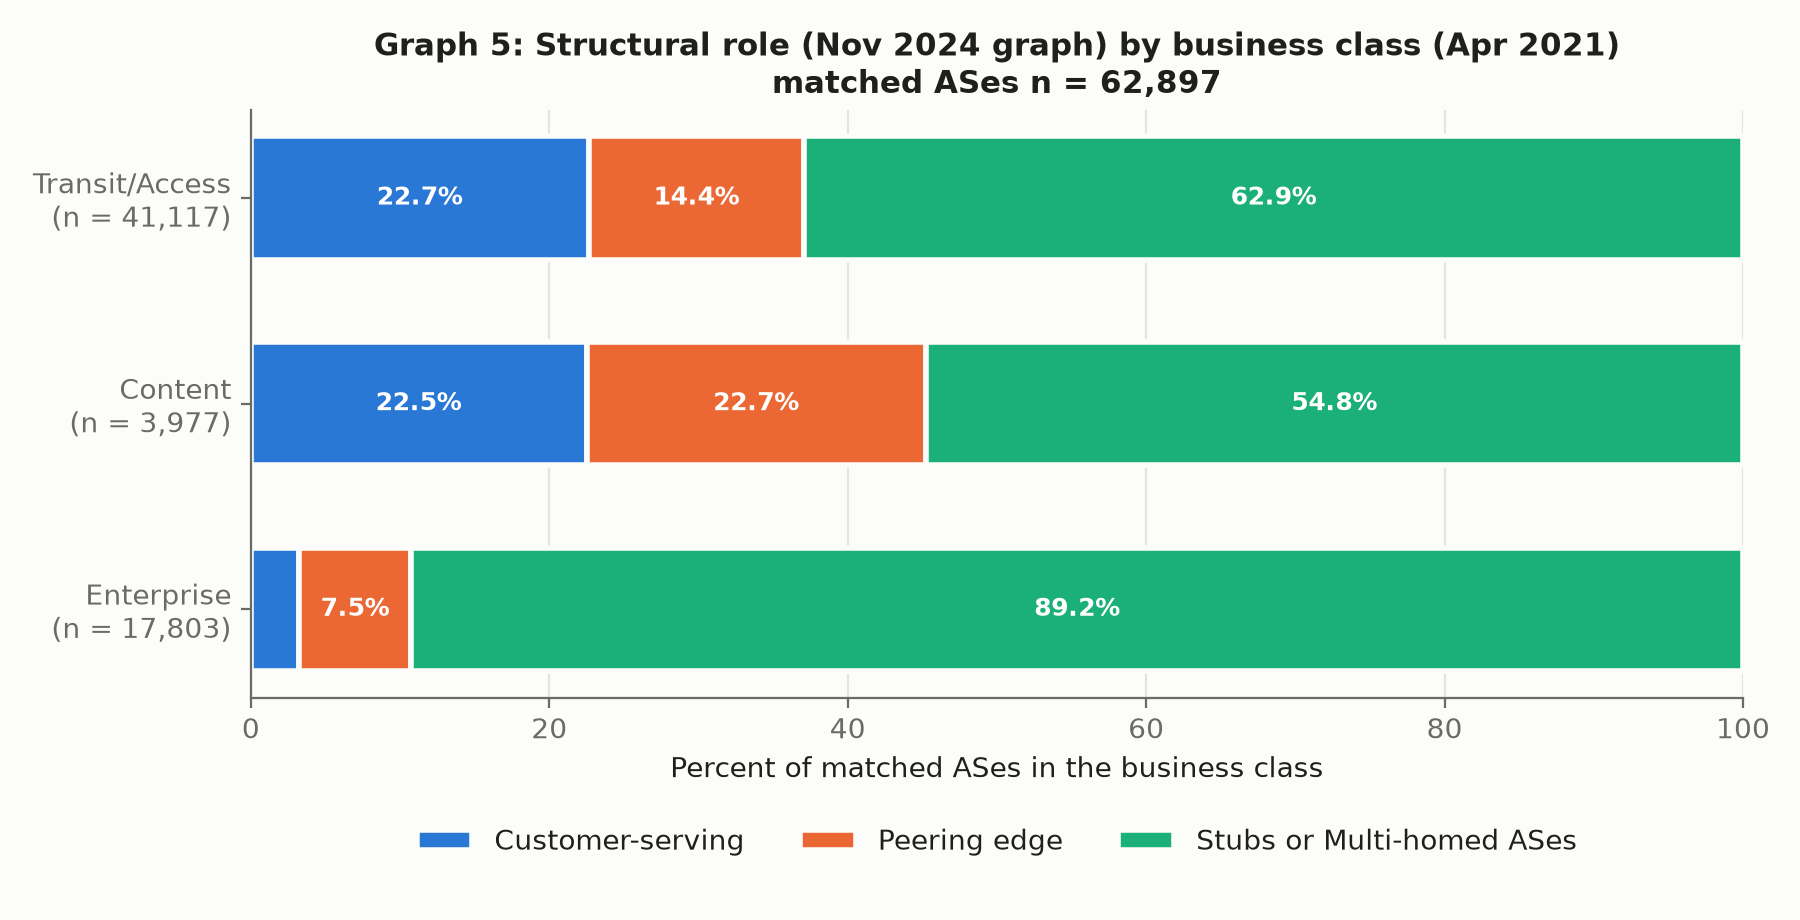 Graph 5: Structural role (Nov 2024 graph) by business class (Apr 2021)
matched ASes n = 62,897
Transit/Access
(n = 41,117)
22.7%
14.4%
62.9%
Content
(n = 3,977)
22.5%
22.7%
54.8%
Enterprise
(n = 17,803)
7.5%
89.2%
0
20
40
60
80
100
Percent of matched ASes in the business class
Customer-serving
Peering edge
Stubs or Multi-homed ASes